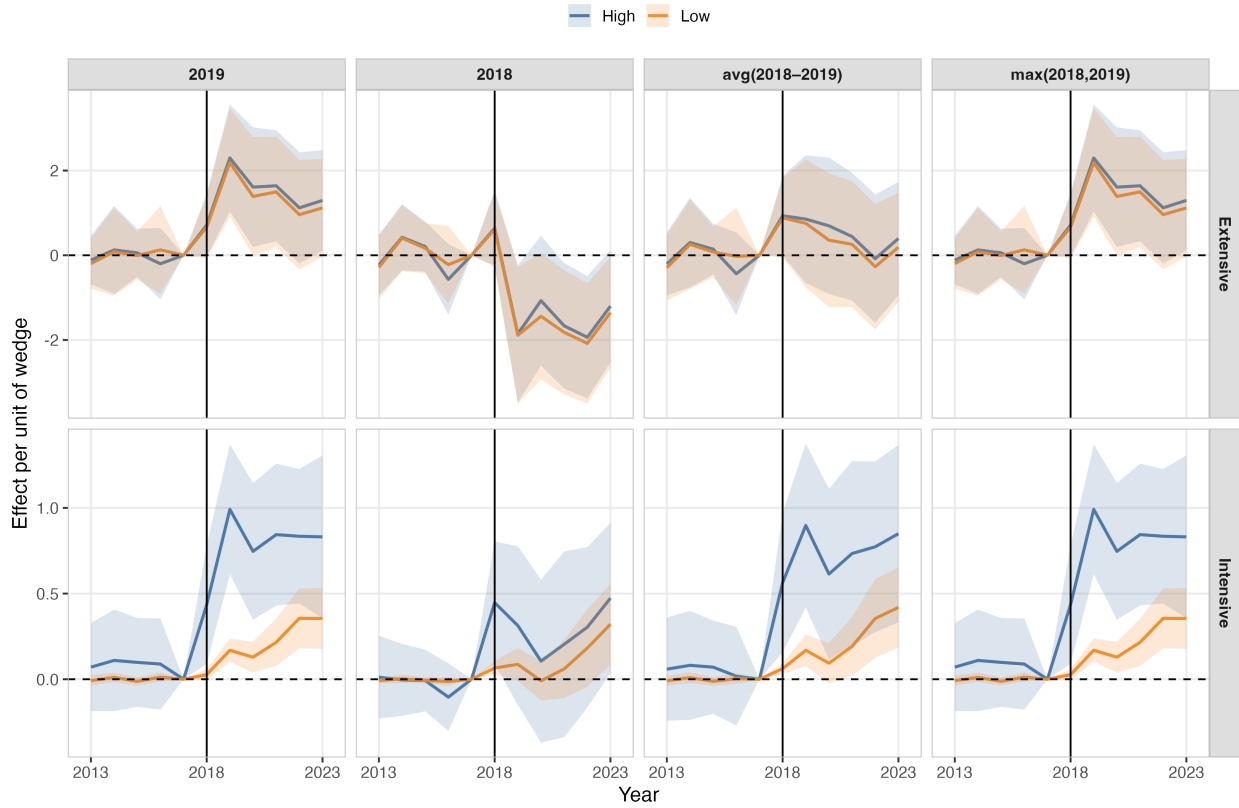 High Low
2019 2018 avg(2018–2019) max(2018,2019)
2
0
-2
Extensive
1.0
0.5
0.0
Intensive
Effect per unit of wedge
2013 2018 2023 2013 2018 2023 2013 2018 2023 2013 2018 2023
Year